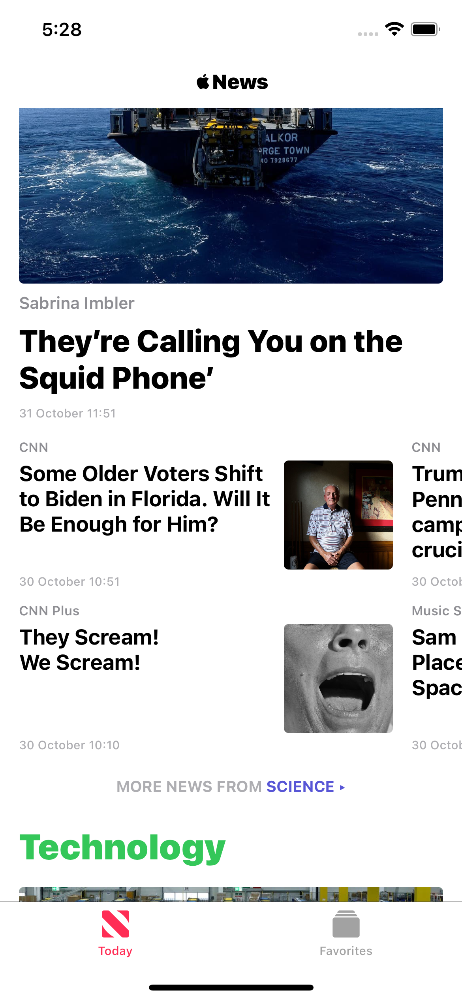 5:28
News
ALKOR
RGE TOWN
MO 7928677
Sabrina Imbler
They’re Calling You on the
Squid Phone’
31 October 11:51
CNN
Some Older Voters Shift
to Biden in Florida. Will It
Be Enough for Him?
30 October 10:51
CNN
Trum
Penn
camp
cruci
30 Octob
CNN Plus
They Scream!
We Scream!
30 October 10:10
Music S
Sam
Place
Spac
30 Octob
MORE NEWS FROM SCIENCE ▸
Technology
18
Today
Favorites